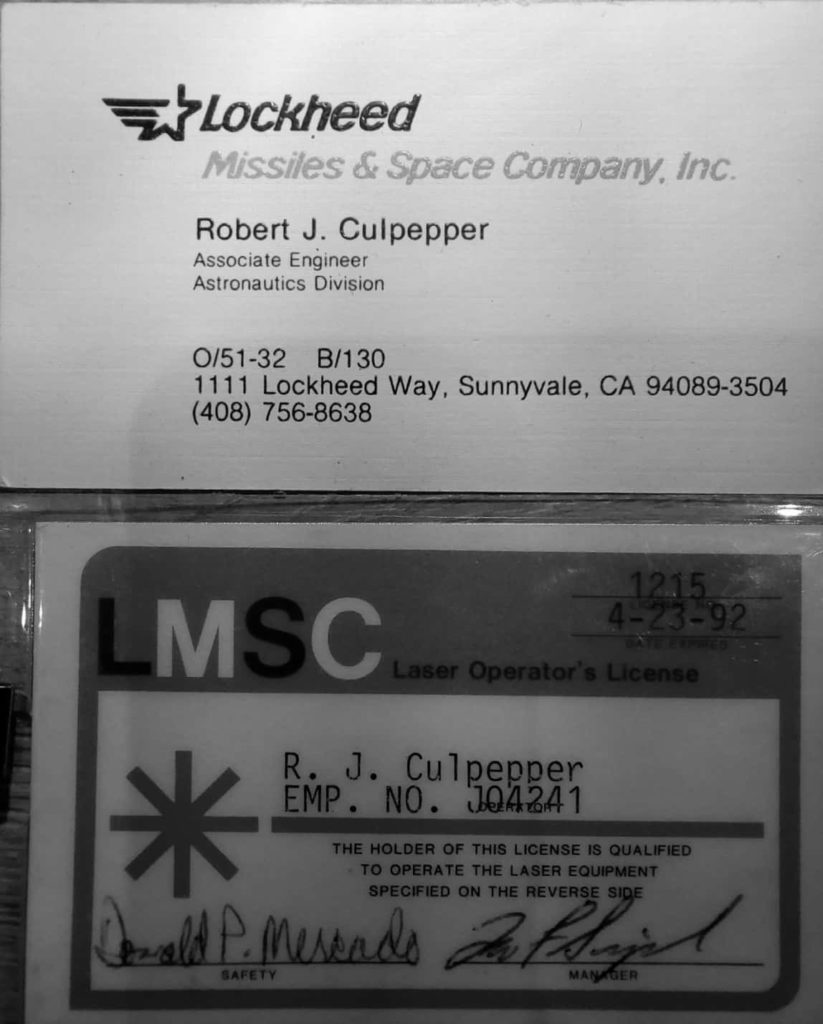 Lockheed
Missiles & Space Company, Inc.
Robert J. Culpepper
Associate Engineer
Astronautics Division
O/51-32 B/130
1111 Lockheed Way, Sunnyvale, CA 94089-3504
(408) 756-8638
1215
4-23-92
DATE EXPIRES
LMSC Laser Operator's License
R. J. Culpepper
EMP. NO. J04241
OPERATOR
THE HOLDER OF THIS LICENSE IS QUALIFIED
TO OPERATE THE LASER EQUIPMENT
SPECIFIED ON THE REVERSE SIDE
Donald P. Mercado
SAFETY
MANAGER